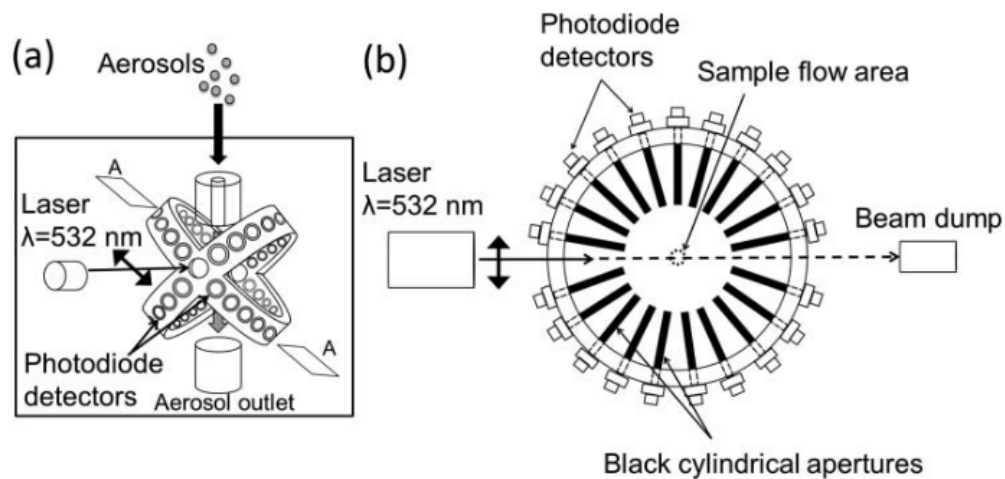 (a)
Aerosols
A
Laser
λ=532 nm
Photodiode
detectors
A
Aerosol outlet
(b)
Photodiode
detectors
Sample flow area
Laser
λ=532 nm
Beam dump
Black cylindrical apertures